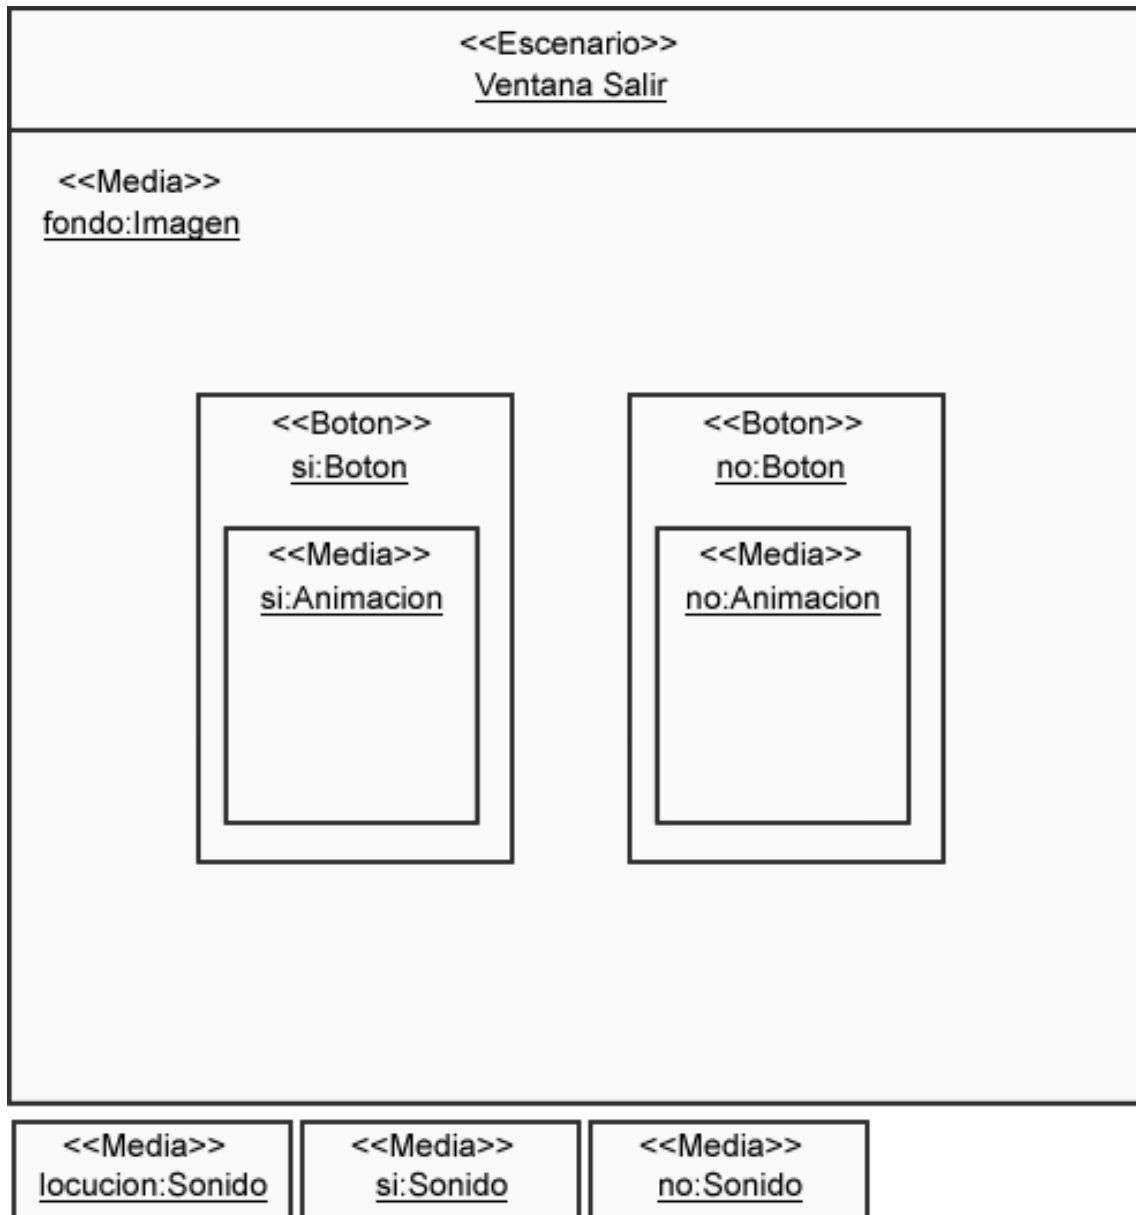 <<Escenario>>
Ventana Salir
<<Media>>
fondo:Imagen
<<Boton>>
si:Boton
<<Media>>
si:Animacion
<<Boton>>
no:Boton
<<Media>>
no:Animacion
<<Media>>
locucion:Sonido
<<Media>>
si:Sonido
<<Media>>
no:Sonido